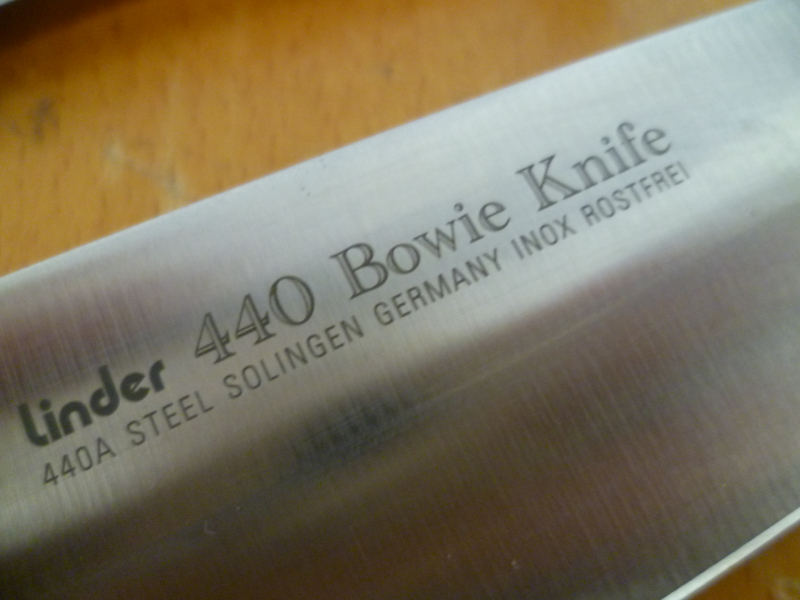 Linder 440 Bowie Knife
440A STEEL SOLINGEN GERMANY INOX ROSTFREI